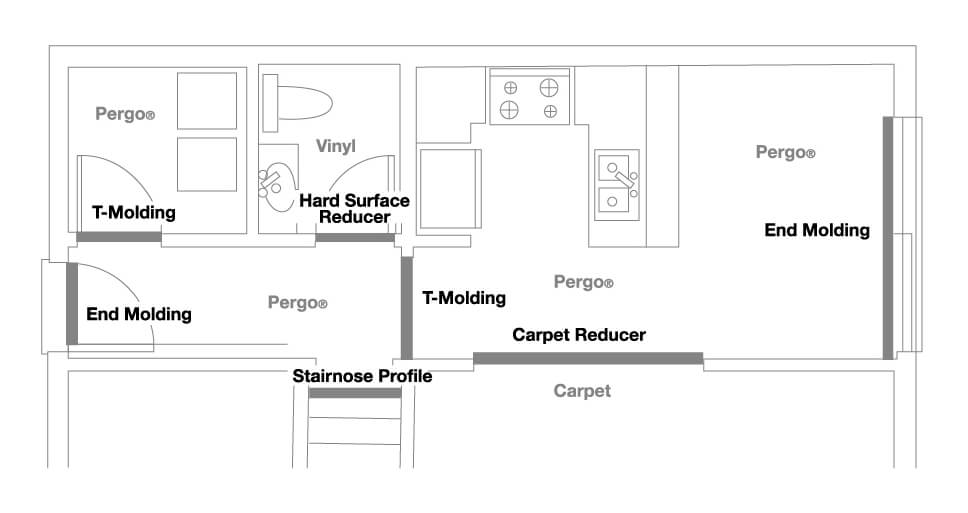 Pergo®
Vinyl
Pergo®
T-Molding
Hard Surface
Reducer
End Molding
Pergo®
T-Molding
Pergo®
End Molding
Carpet Reducer
Stairnose Profile
Carpet